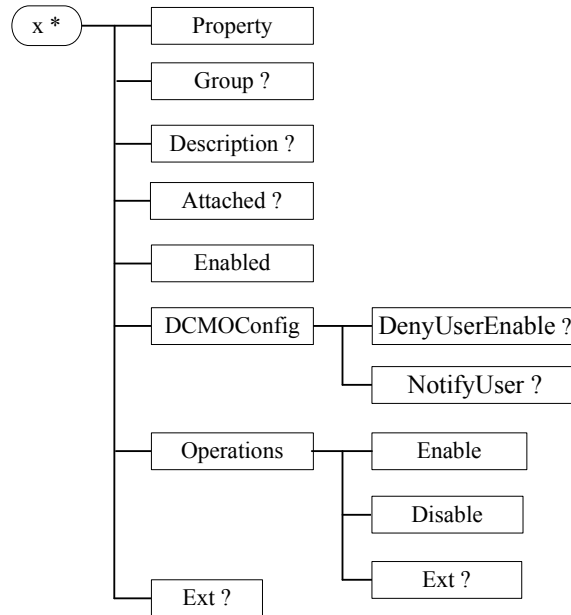 x *
Property
Group ?
Description ?
Attached ?
Enabled
DCMOConfig
DenyUserEnable ?
NotifyUser ?
Operations
Enable
Disable
Ext ?
Ext ?